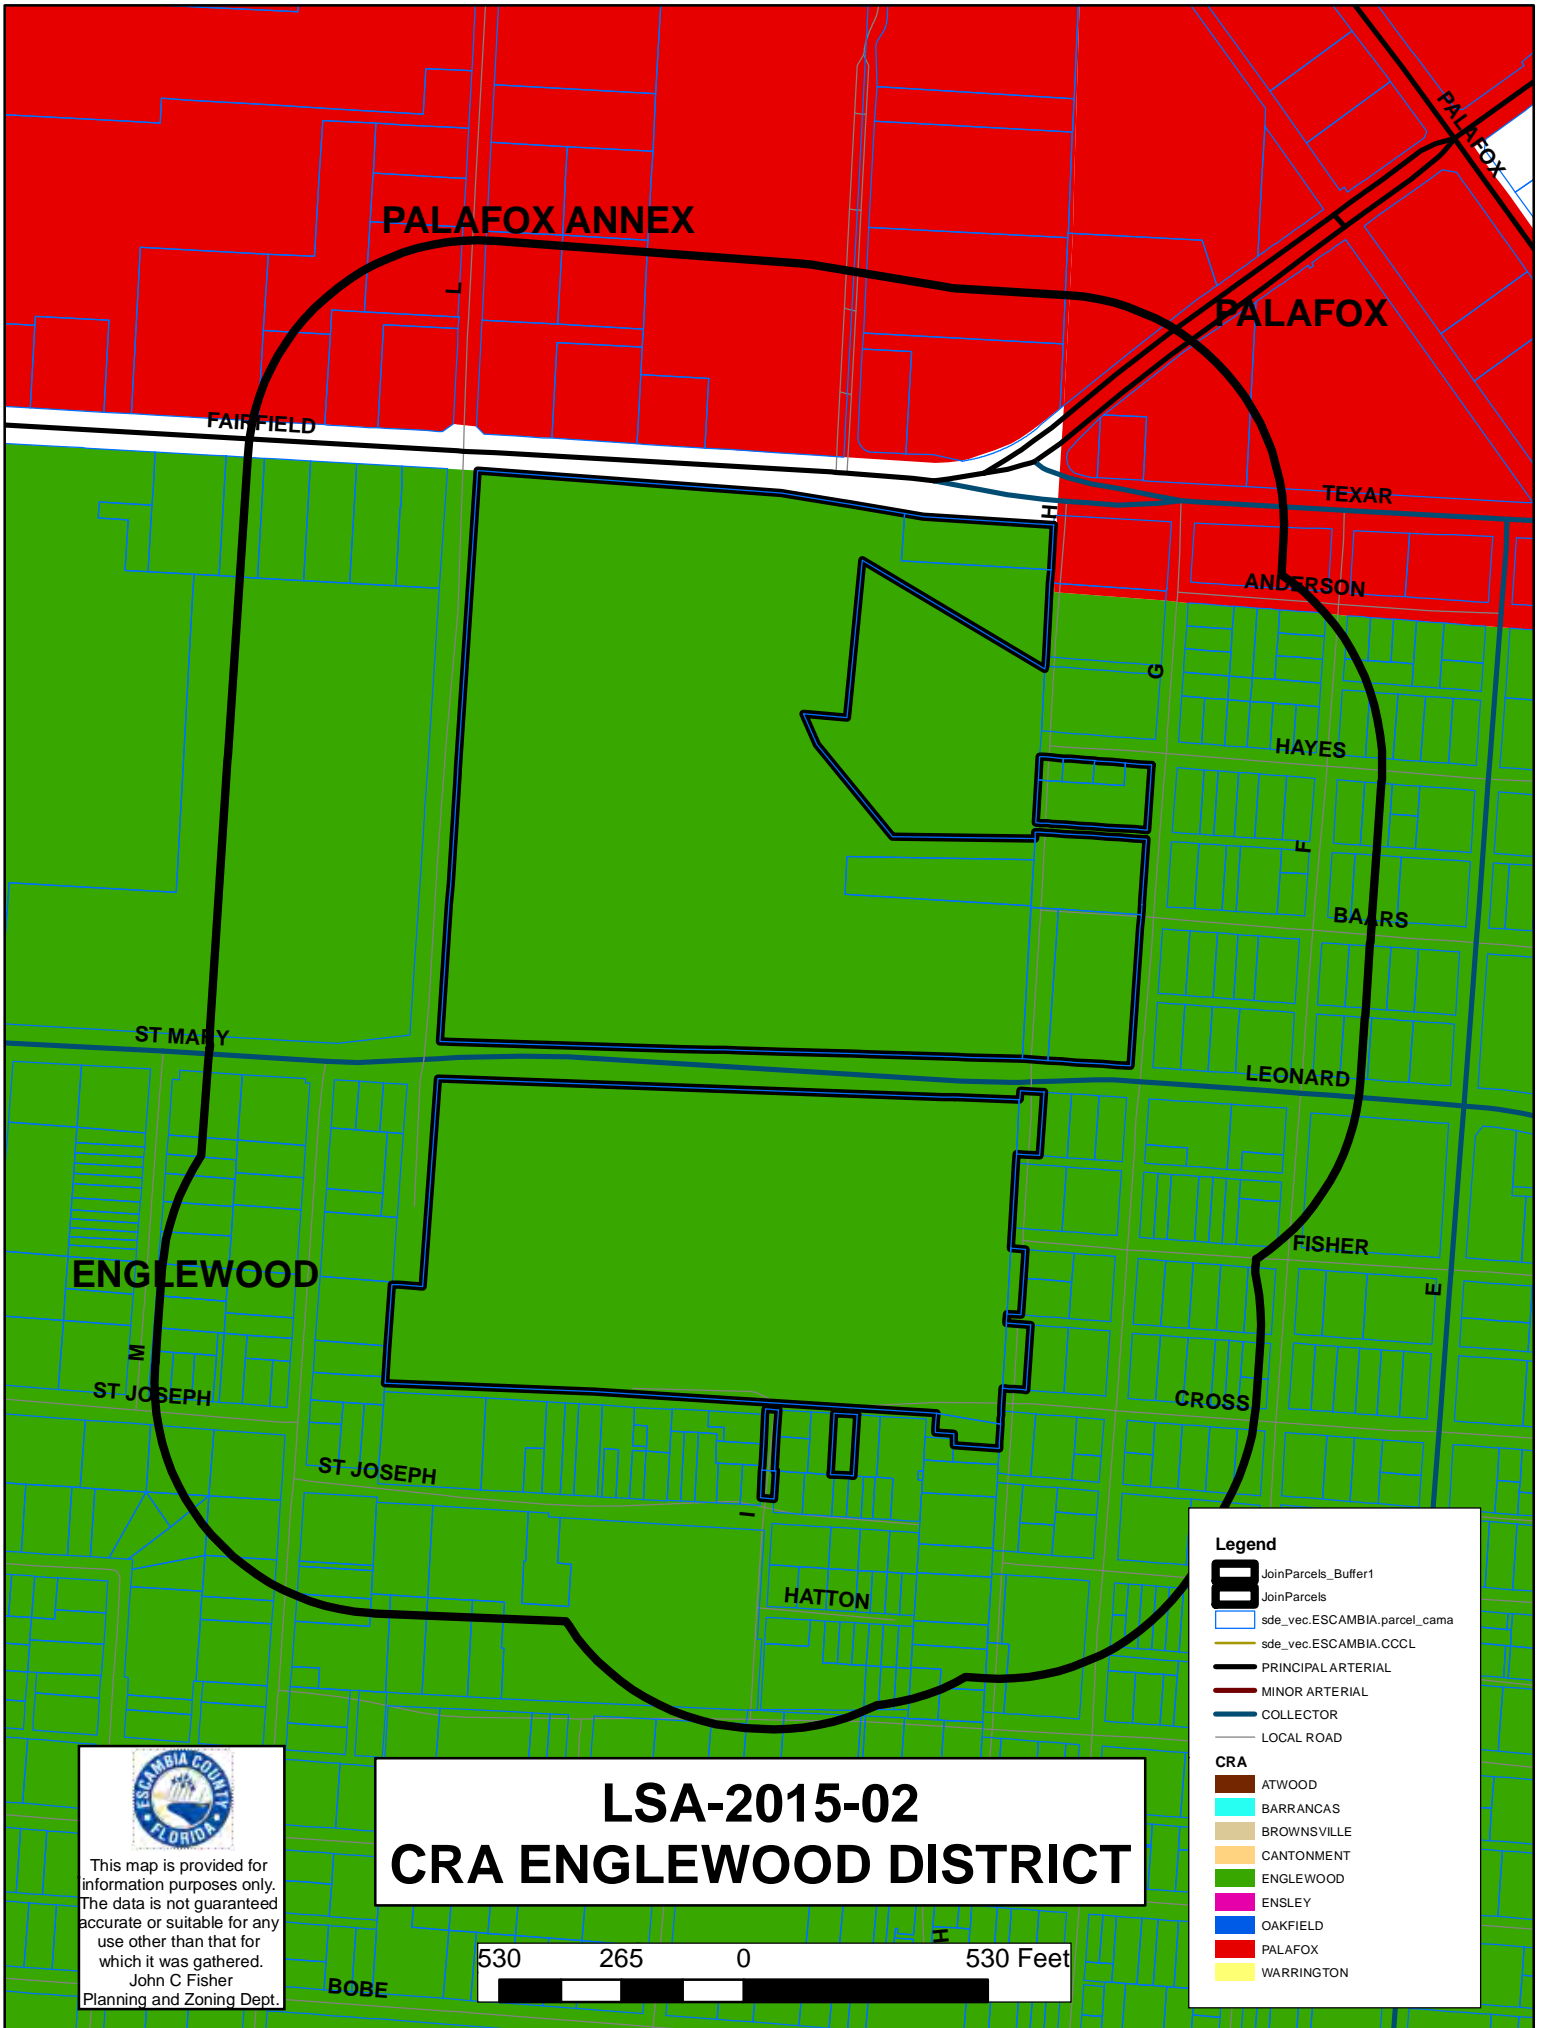 PALAFOX
PALAFOX ANNEX
L
PALAFOX
FAIRFIELD
TEXAR
H
ANDERSON
G
HAYES
F
BAARS
ST MARY
LEONARD
FISHER
ENGLEWOOD
E
M
ST JOSEPH
CROSS
ST JOSEPH
I
HATTON
Legend
JoinParcels_Buffer1
JoinParcels
sde_vec.ESCAMBIA.parcel_cama
sde_vec.ESCAMBIA.CCCL
PRINCIPAL ARTERIAL
MINOR ARTERIAL
COLLECTOR
LOCAL ROAD
CRA
ATWOOD
BARRANCAS
BROWNSVILLE
CANTONMENT
ENGLEWOOD
ENSLEY
OAKFIELD
PALAFOX
WARRINGTON
ESCAMBIA COUNTY
FLORIDA
This map is provided for
information purposes only.
The data is not guaranteed
accurate or suitable for any
use other than that for
which it was gathered.
John C Fisher
Planning and Zoning Dept.
LSA-2015-02
CRA ENGLEWOOD DISTRICT
H
530 265 0 530 Feet
BOBE